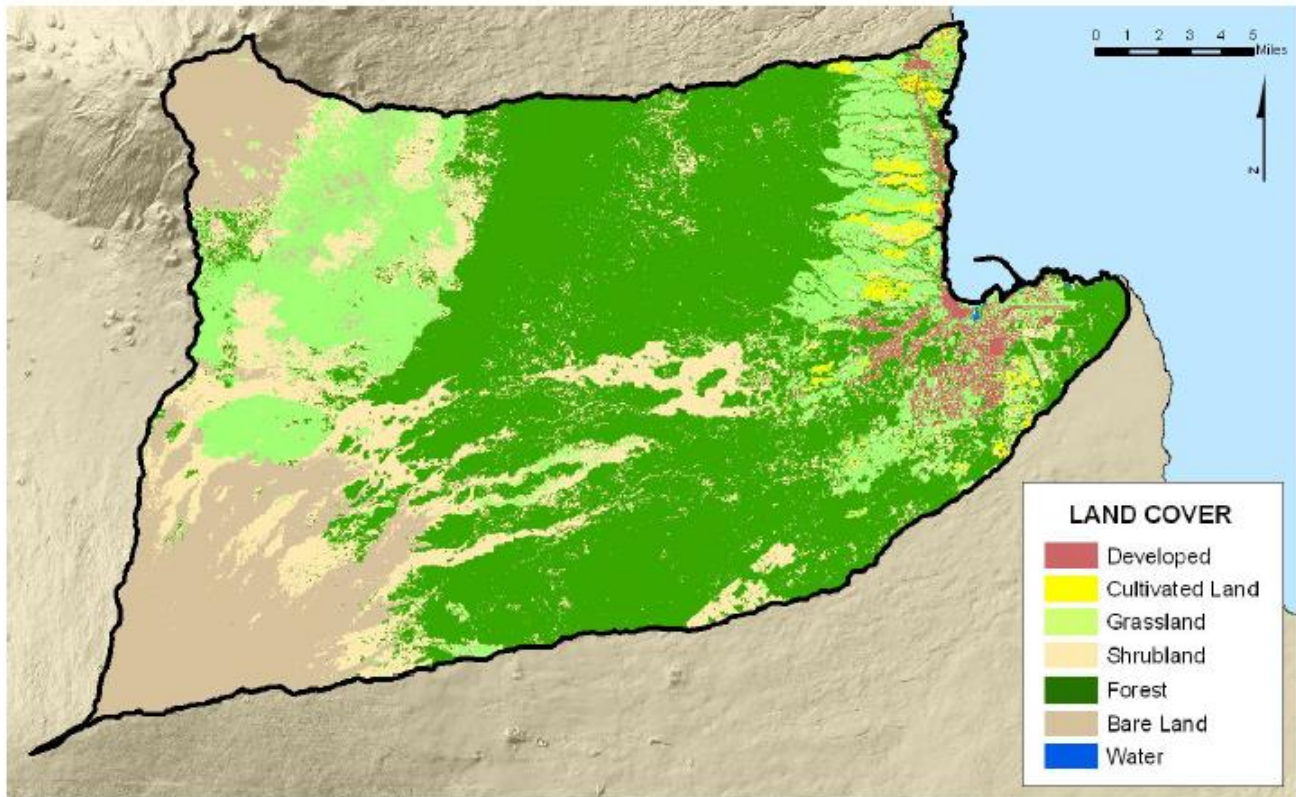 0 1 2 3 4 5
Miles
N
LAND COVER
Developed
Cultivated Land
Grassland
Shrubland
Forest
Bare Land
Water